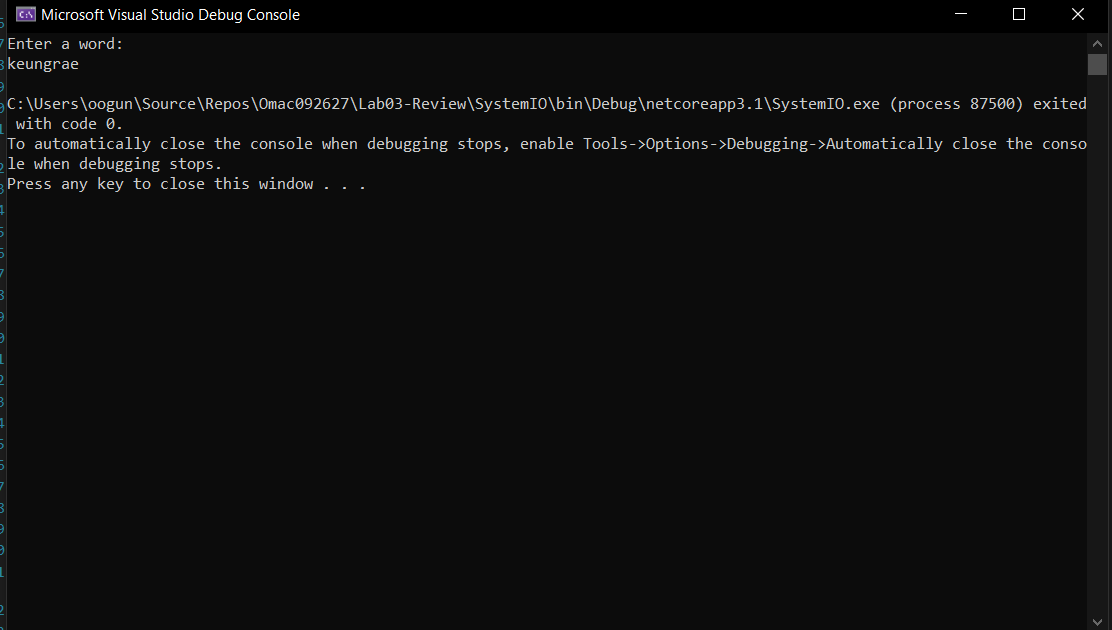 Microsoft Visual Studio Debug Console
Enter a word:
keungrae
C:\Users\oogun\Source\Repos\Omac092627\Lab03-Review\SystemIO\bin\Debug\netcoreapp3.1\SystemIO.exe (process 87500) exited
 with code 0.
To automatically close the console when debugging stops, enable Tools->Options->Debugging->Automatically close the conso
le when debugging stops.
Press any key to close this window . . .